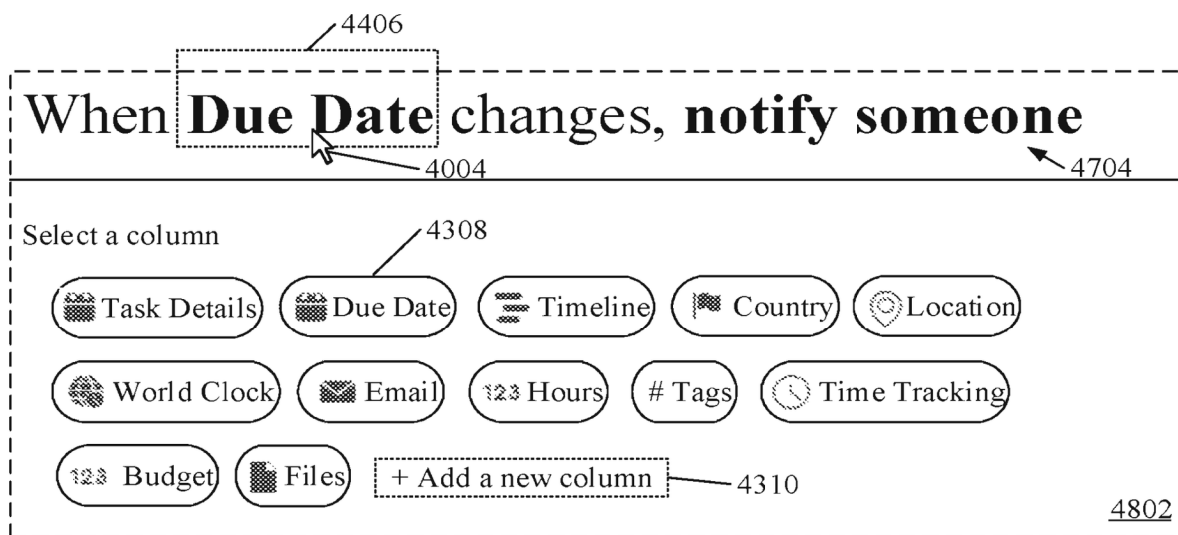 4406
When Due Date changes, notify someone
4004
4704
Select a column
4308
Task Details Due Date Timeline Country Location
World Clock Email 123 Hours # Tags Time Tracking
123 Budget Files + Add a new column
4310
4802